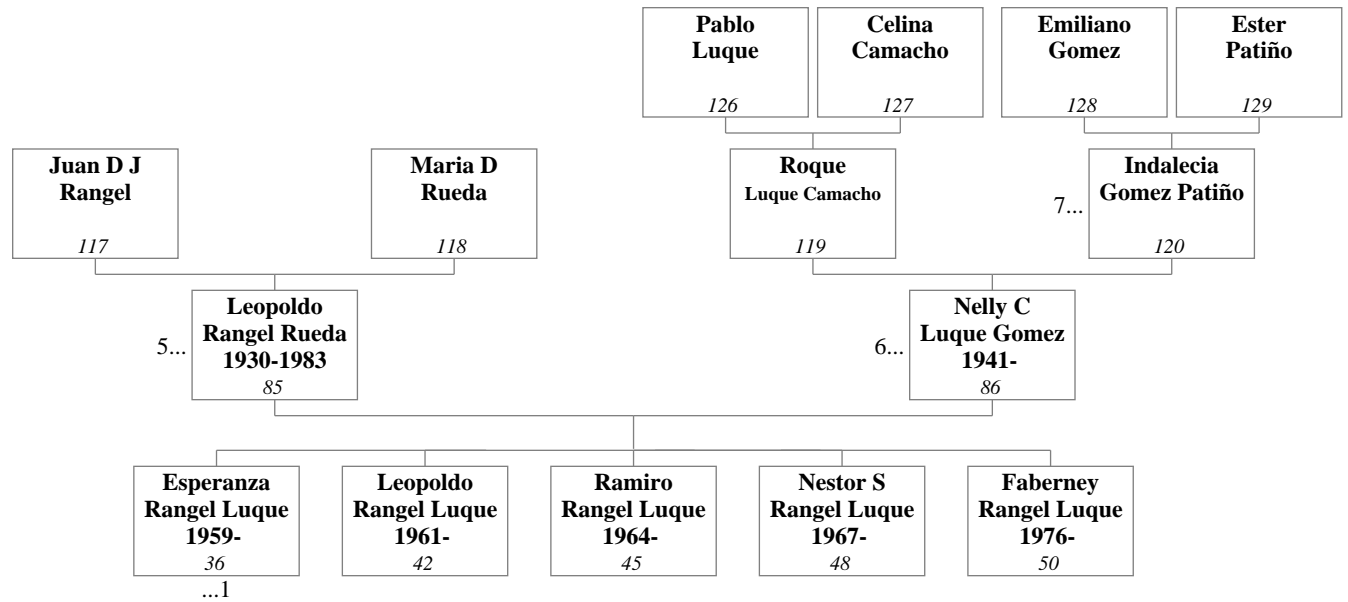 Pablo
Luque
126
Celina
Camacho
127
Emiliano
Gomez
128
Ester
Patiño
129
Juan D J
Rangel
117
Maria D
Rueda
118
Roque
Luque Camacho
119
7...
Indalecia
Gomez Patiño
120
5...
Leopoldo
Rangel Rueda
1930-1983
85
6...
Nelly C
Luque Gomez
1941-
86
Esperanza
Rangel Luque
1959-
36
...1
Leopoldo
Rangel Luque
1961-
42
Ramiro
Rangel Luque
1964-
45
Nestor S
Rangel Luque
1967-
48
Faberney
Rangel Luque
1976-
50